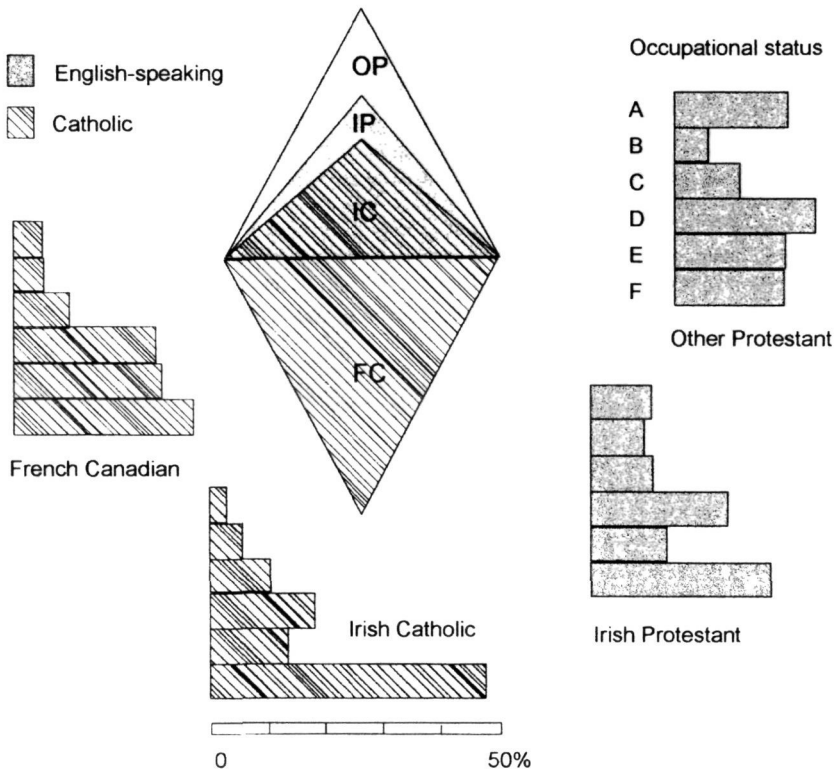 English-speaking
Catholic
OP
IP
IC
FC
Occupational status
A
B
C
D
E
F
Other Protestant
French Canadian
Irish Catholic
Irish Protestant
0 50%